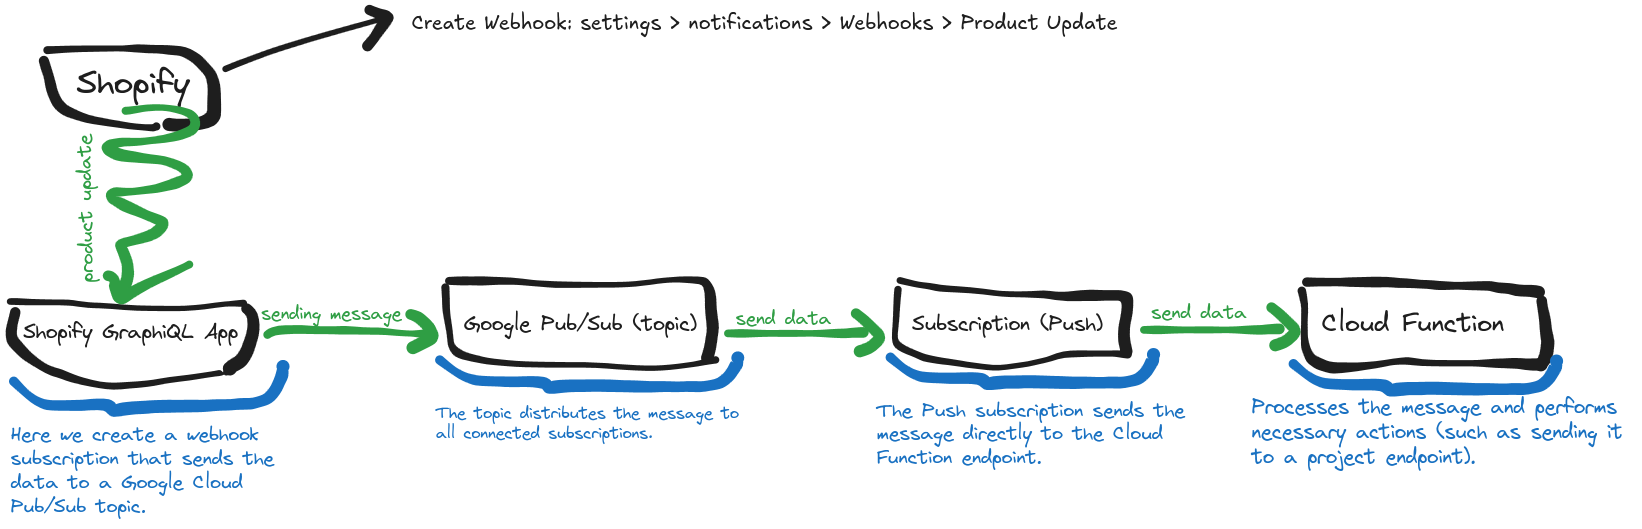 Create Webhook: settings > notifications > Webhooks > Product Update
Shopify
product update
Shopify GraphiQL App
sending message
Google Pub/Sub (topic)
send data
Subscription (Push)
send data
Cloud Function
Here we create a webhook
subscription that sends the
data to a Google Cloud
Pub/Sub topic.
The topic distributes the message to
all connected subscriptions.
The Push subscription sends the
message directly to the Cloud
Function endpoint.
Processes the message and performs
necessary actions (such as sending it
to a project endpoint).